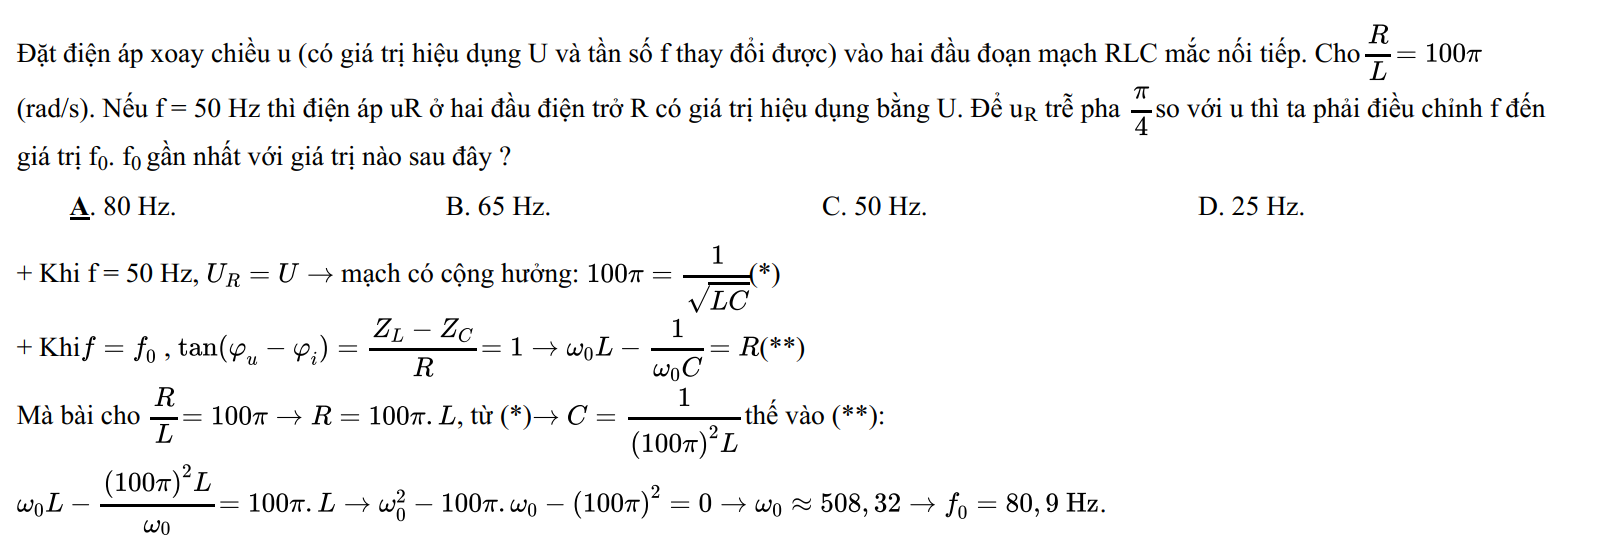 Đặt điện áp xoay chiều u (có giá trị hiệu dụng U và tần số f thay đổi được) vào hai đầu đoạn mạch RLC mắc nối tiếp. Cho $\frac{R}{L} = 100\pi$
(rad/s). Nếu f = 50 Hz thì điện áp uR ở hai đầu điện trở R có giá trị hiệu dụng bằng U. Để $u_R$ trễ pha $\frac{\pi}{4}$ so với u thì ta phải điều chỉnh f đến
giá trị $f_0$. $f_0$ gần nhất với giá trị nào sau đây ?
A. 80 Hz. B. 65 Hz. C. 50 Hz. D. 25 Hz.
+ Khi f = 50 Hz, $U_R = U \rightarrow$ mạch có cộng hưởng: $100\pi = \frac{1}{\sqrt{LC}}$(*)
+ Khi $f = f_0$ , $\tan(\varphi_u - \varphi_i) = \frac{Z_L - Z_C}{R} = 1 \rightarrow \omega_0 L - \frac{1}{\omega_0 C} = R$(**)
Mà bài cho $\frac{R}{L} = 100\pi \rightarrow R = 100\pi. L$, từ (*)$\rightarrow C = \frac{1}{(100\pi)^2 L}$ thế vào (**):
$\omega_0 L - \frac{(100\pi)^2 L}{\omega_0} = 100\pi. L \rightarrow \omega_0^2 - 100\pi. \omega_0 - (100\pi)^2 = 0 \rightarrow \omega_0 \approx 508, 32 \rightarrow f_0 = 80, 9$ Hz.